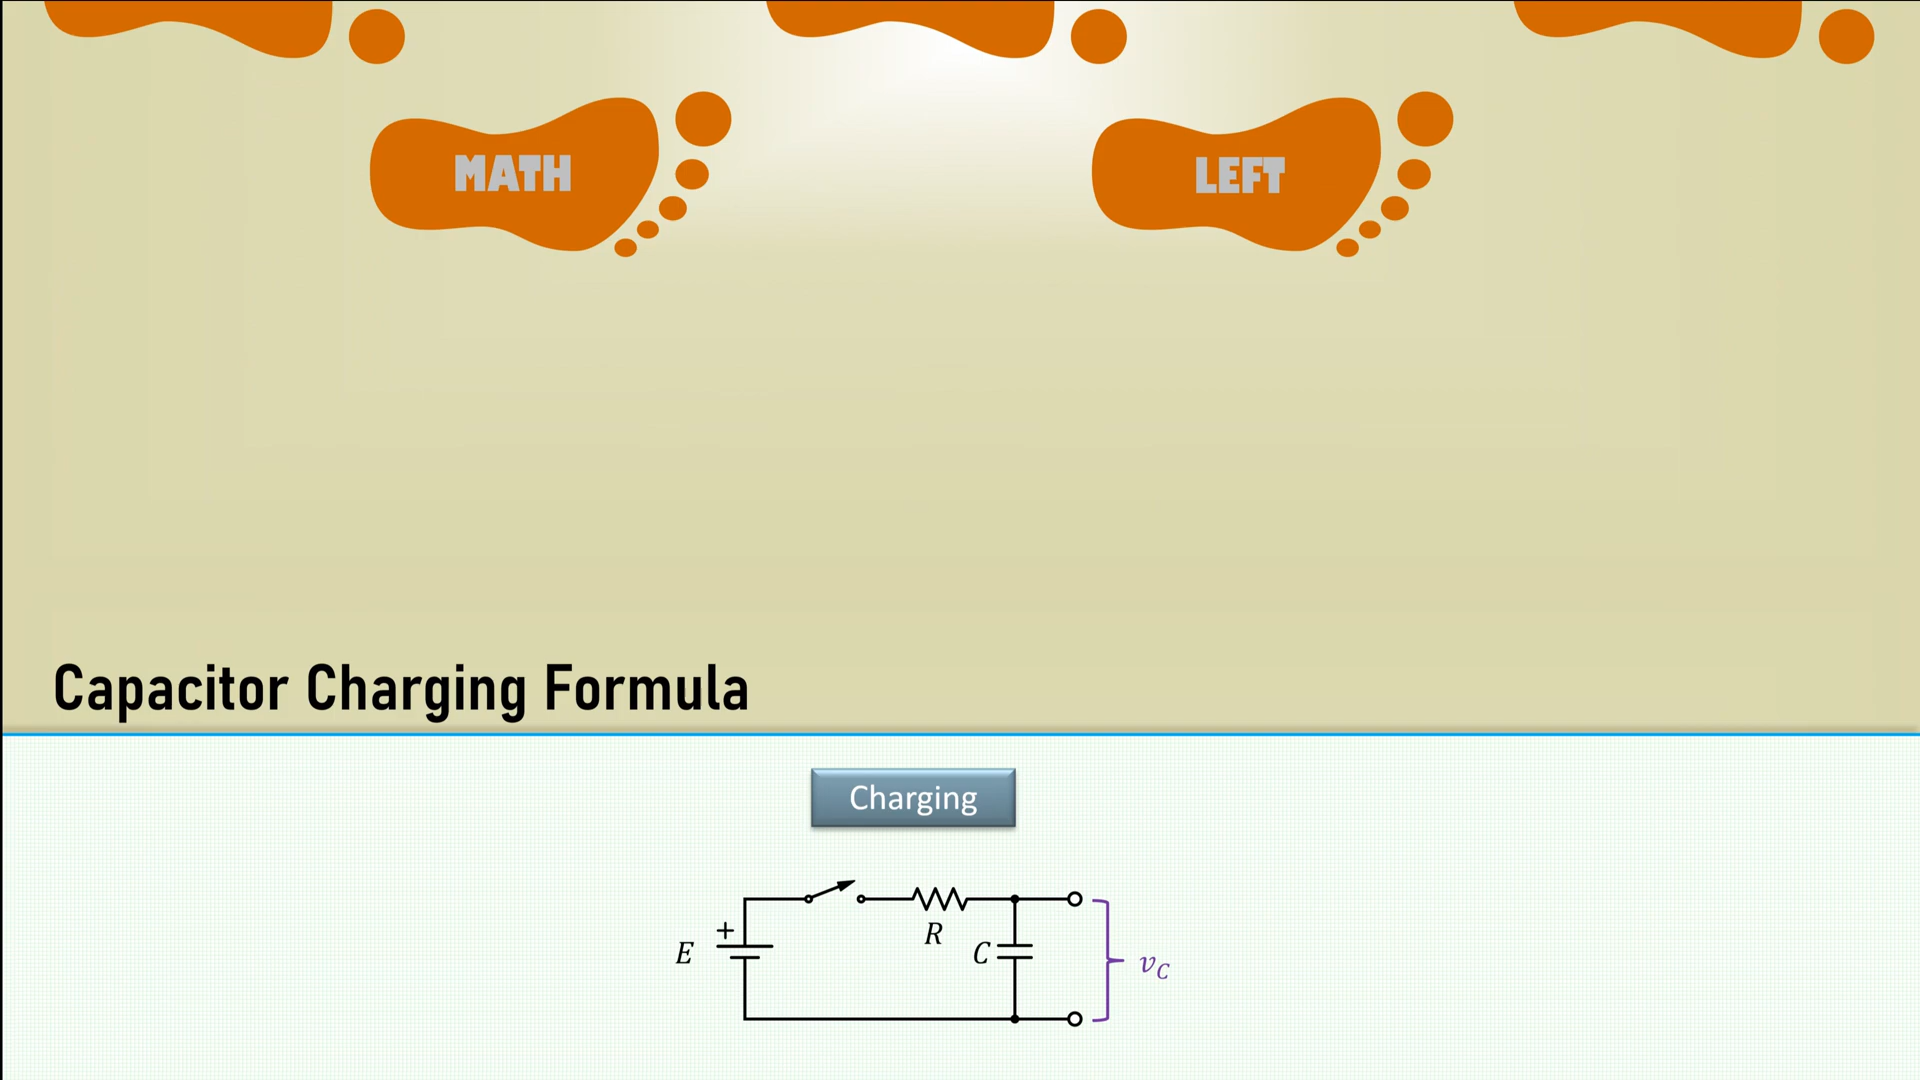 MATH
LEFT
Capacitor Charging Formula
Charging
+
R
E
C
v_C